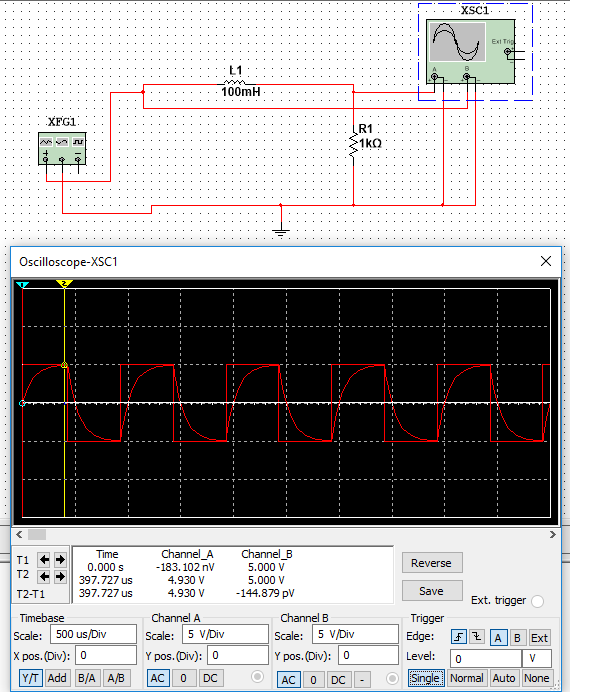 XSC1
Ext Trig
+
A B
+ - + -
L1
100mH
XFG1
R1
1kΩ
+ -
Oscilloscope-XSC1
1 2
T1
T2
T2-T1
Time Channel_A Channel_B
0.000 s -183.102 nV 5.000 V
397.727 us 4.930 V 5.000 V
397.727 us 4.930 V -144.879 pV
Reverse
Save
Ext. trigger
Timebase Channel A Channel B Trigger
Scale: 500 us/Div Scale: 5 V/Div Scale: 5 V/Div Edge: A B Ext
X pos.(Div): 0 Y pos.(Div): 0 Y pos.(Div): 0 Level: 0 V
Y/T Add B/A A/B AC 0 DC AC 0 DC - Single Normal Auto None